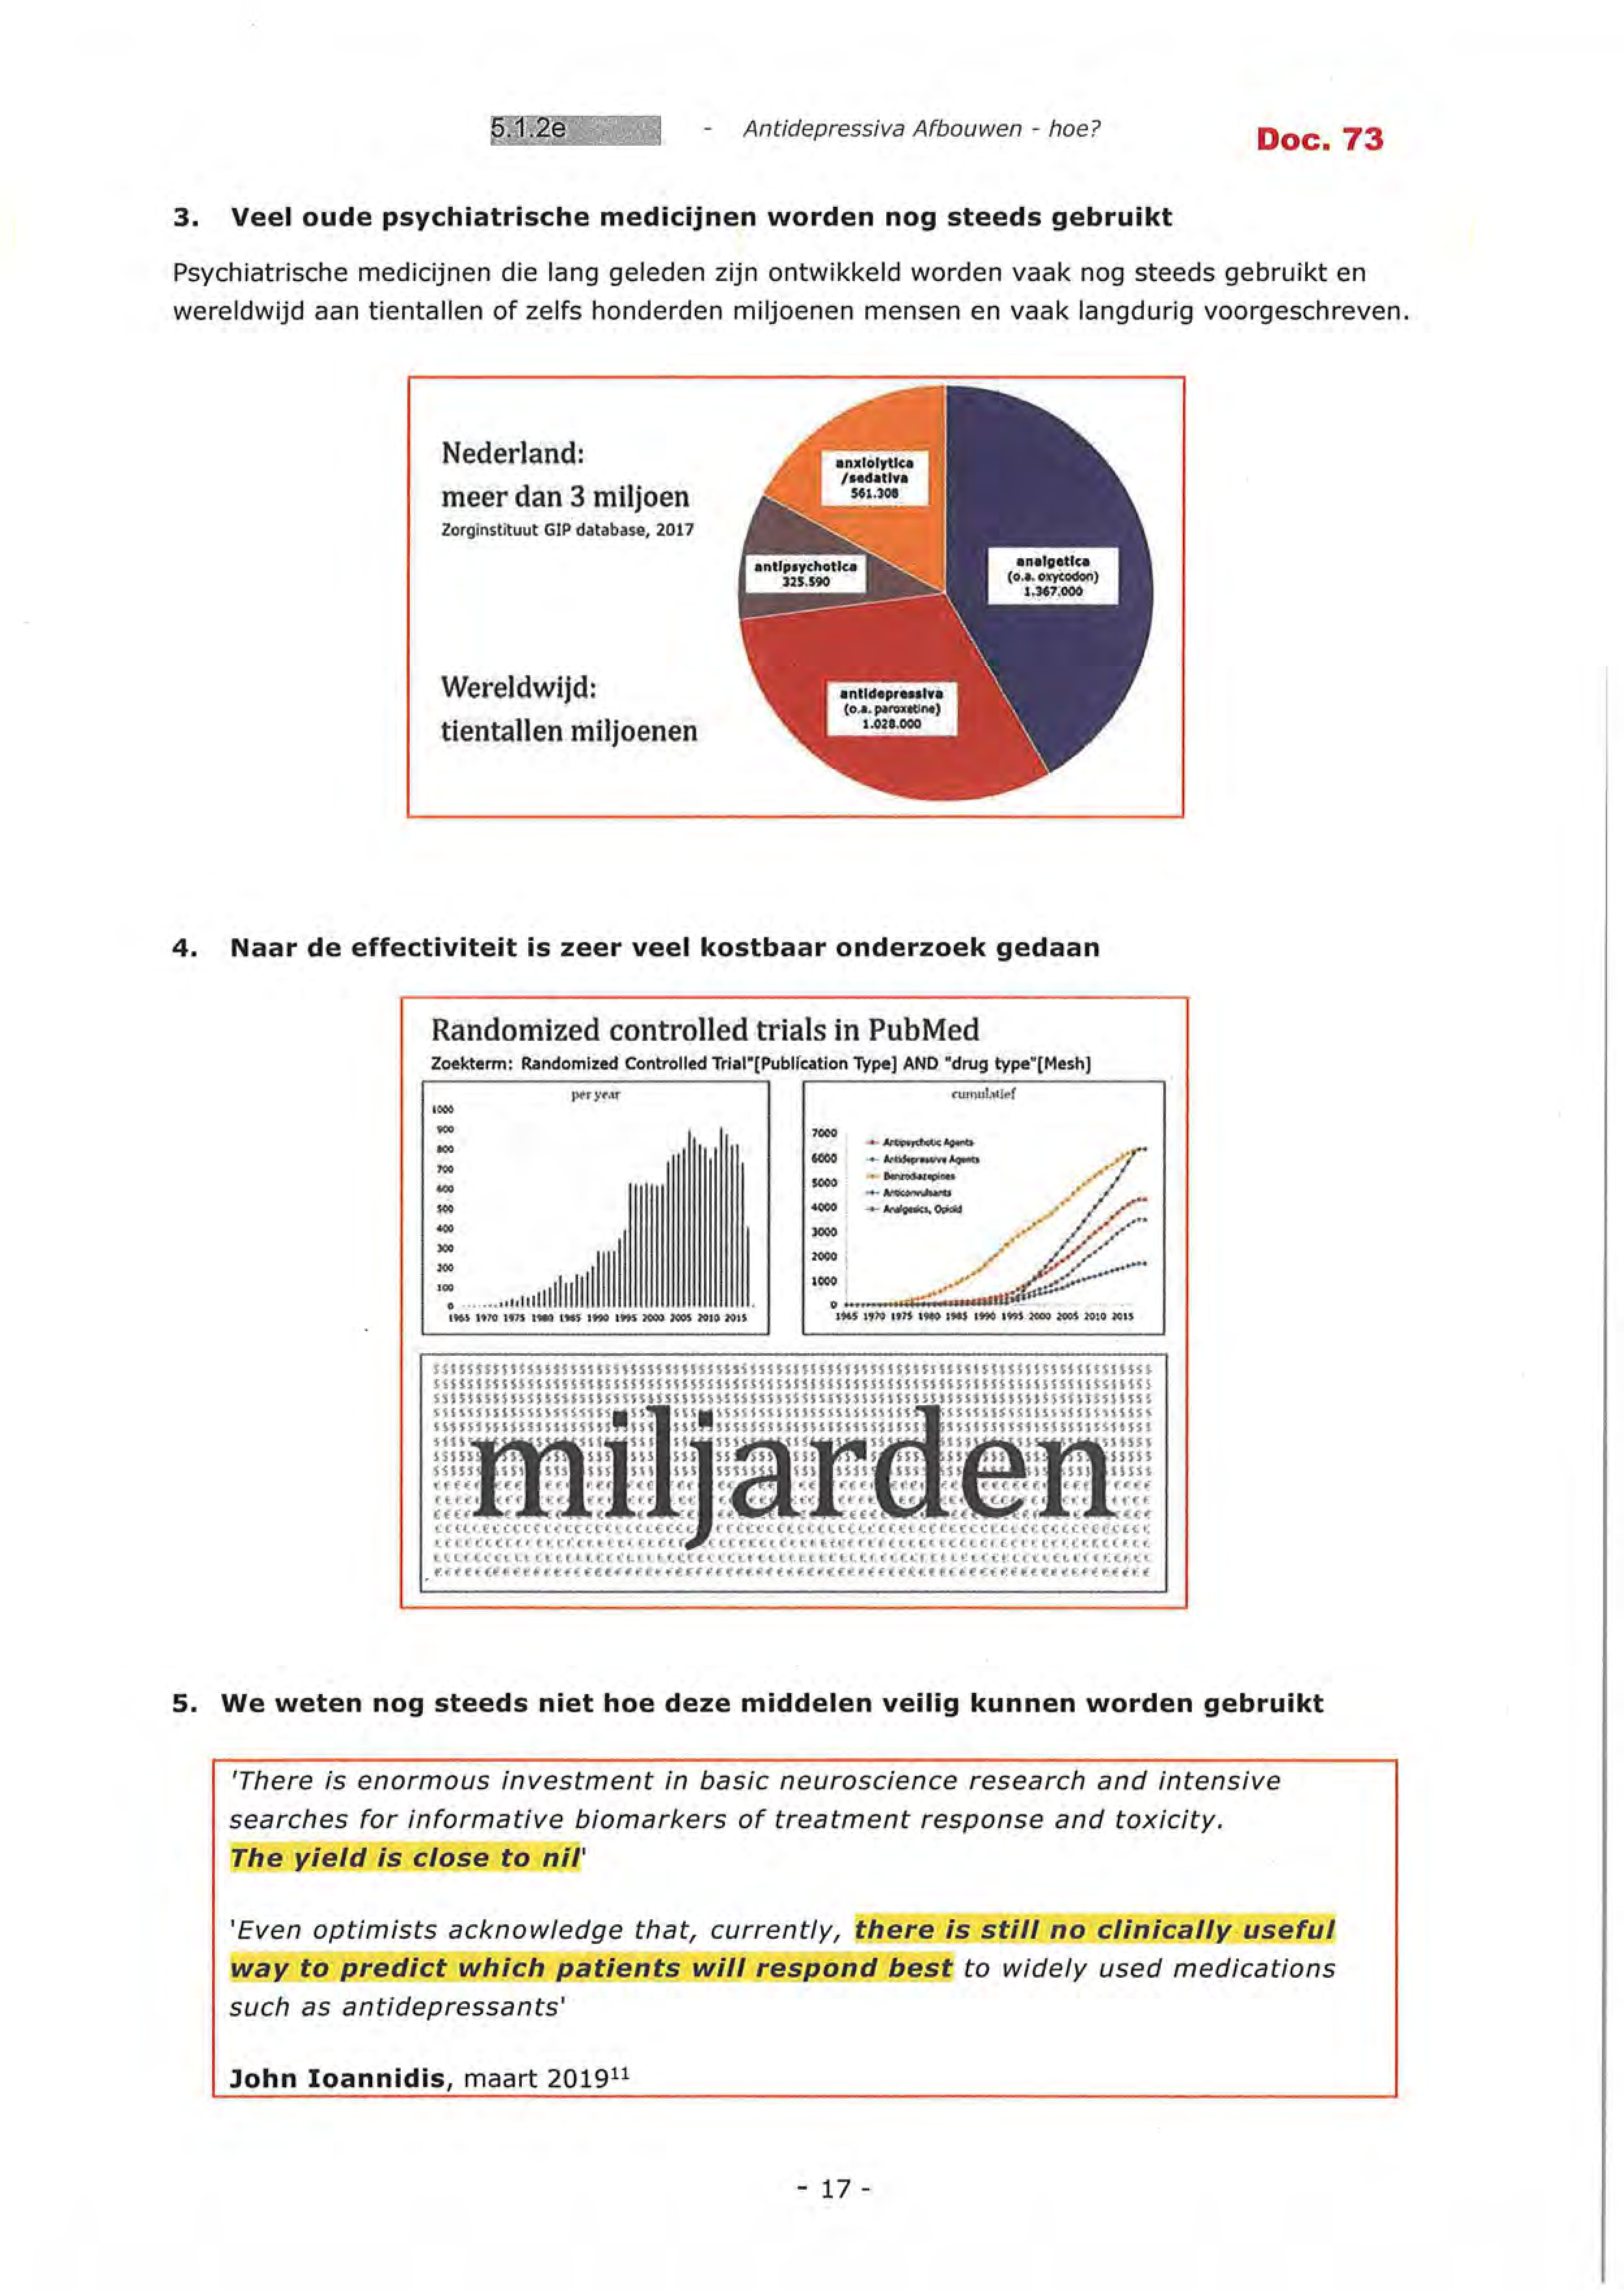 5.1.2e - Antidepressiva Afbouwen - hoe?
Doc. 73
3. Veel oude psychiatrische medicijnen worden nog steeds gebruikt
Psychiatrische medicijnen die lang geleden zijn ontwikkeld worden vaak nog steeds gebruikt en
wereldwijd aan tientallen of zelfs honderden miljoenen mensen en vaak langdurig voorgeschreven.
Nederland:
meer dan 3 miljoen
Zorginstituut GIP database, 2017
Wereldwijd:
tientallen miljoenen
anxiolytica
/sedativa
561.308
antipsychotica
325.590
analgetica
(o.a. oxycodon)
1.367.000
antidepressiva
(o.a. paroxetine)
1.028.000
4. Naar de effectiviteit is zeer veel kostbaar onderzoek gedaan
Randomized controlled trials in PubMed
Zoekterm: Randomized Controlled Trial"[Publication Type] AND "drug type"[Mesh]
per year
1000
900
800
700
600
500
400
300
200
100
0
1965 1970 1975 1980 1985 1990 1995 2000 2005 2010 2015
cumulatief
7000
6000
5000
4000
3000
2000
1000
0
Antipsychotic Agents
Antidepressive Agents
Benzodiazepines
Anticonvulsants
Analgesics, Opioid
1965 1970 1975 1980 1985 1990 1995 2000 2005 2010 2015
miljarden
5. We weten nog steeds niet hoe deze middelen veilig kunnen worden gebruikt
'There is enormous investment in basic neuroscience research and intensive
searches for informative biomarkers of treatment response and toxicity.
The yield is close to nil'
'Even optimists acknowledge that, currently, there is still no clinically useful
way to predict which patients will respond best to widely used medications
such as antidepressants'
John Ioannidis, maart 2019¹¹
- 17 -